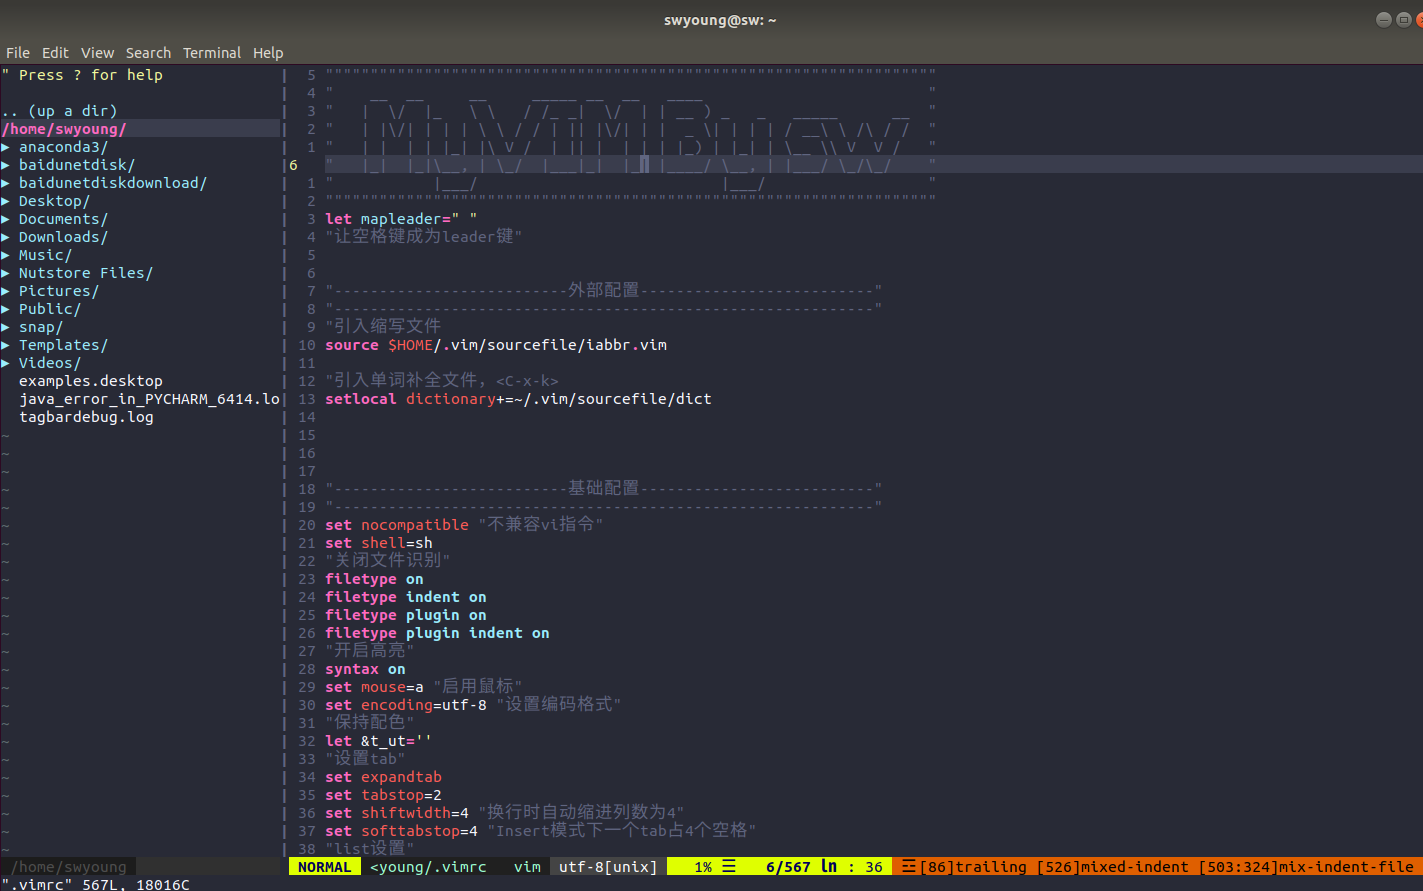 swyoung@sw: ~
File Edit View Search Terminal Help
" Press ? for help
.. (up a dir)
/home/swyoung/
▶ anaconda3/
▶ baidunetdisk/
▶ baidunetdiskdownload/
▶ Desktop/
▶ Documents/
▶ Downloads/
▶ Music/
▶ Nutstore Files/
▶ Pictures/
▶ Public/
▶ snap/
▶ Templates/
▶ Videos/
examples.desktop
java_error_in_PYCHARM_6414.lo
tagbardebug.log
5 """"""""""""""""""""""""""""""""""""""""""""""""""""""""""""""""""""
4
3
2
1
6
1
2 """"""""""""""""""""""""""""""""""""""""""""""""""""""""""""""""""""
3 let mapleader=" "
4 "让空格键成为leader键"
5
6
7 "--------------------------外部配置--------------------------"
8 "------------------------------------------------------------"
9 "引入缩写文件
10 source $HOME/.vim/sourcefile/iabbr.vim
11
12 "引入单词补全文件，<C-x-k>
13 setlocal dictionary+=~/.vim/sourcefile/dict
14
15
16
17
18 "--------------------------基础配置--------------------------"
19 "------------------------------------------------------------"
20 set nocompatible "不兼容vi指令"
21 set shell=sh
22 "关闭文件识别"
23 filetype on
24 filetype indent on
25 filetype plugin on
26 filetype plugin indent on
27 "开启高亮"
28 syntax on
29 set mouse=a "启用鼠标"
30 set encoding=utf-8 "设置编码格式"
31 "保持配色"
32 let &t_ut=''
33 "设置tab"
34 set expandtab
35 set tabstop=2
36 set shiftwidth=4 "换行时自动缩进列数为4"
37 set softtabstop=4 "Insert模式下一个tab占4个空格"
38 "list设置"
/home/swyoung
NORMAL <young/.vimrc vim utf-8[unix] 1% ☰ 6/567 ln : 36 ☲[86]trailing [526]mixed-indent [503:324]mix-indent-file
".vimrc" 567L, 18016C